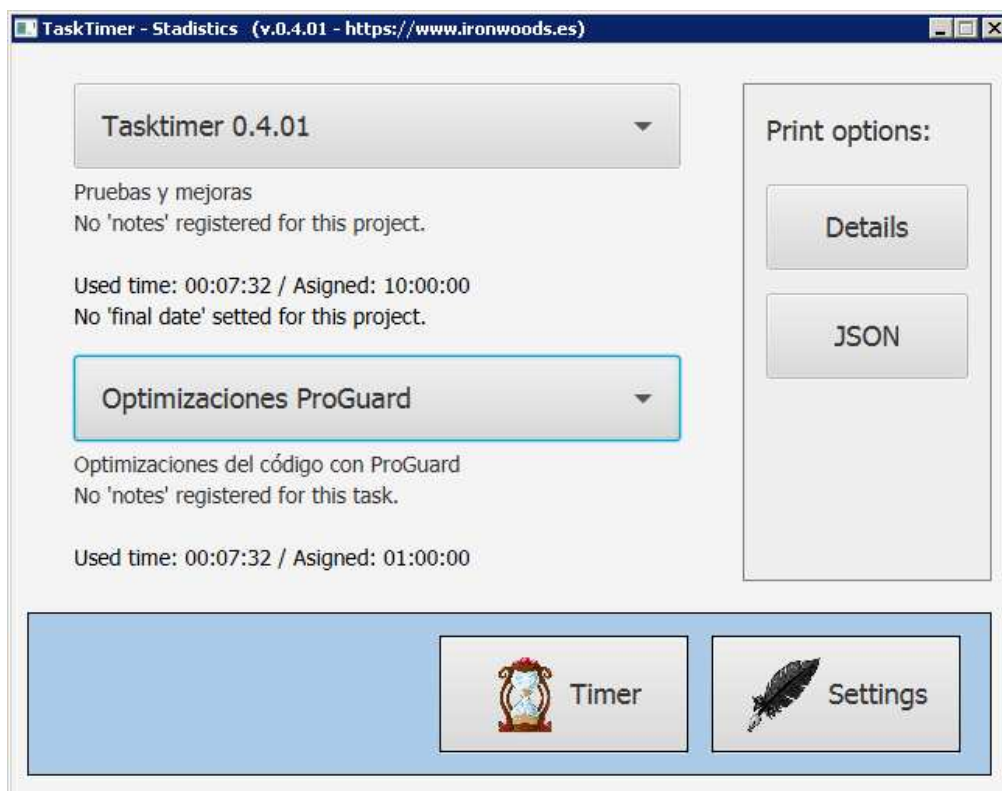 TaskTimer - Stadistics (v.0.4.01 - https://www.ironwoods.es)
Tasktimer 0.4.01
Pruebas y mejoras
No 'notes' registered for this project.
Used time: 00:07:32 / Asigned: 10:00:00
No 'final date' setted for this project.
Optimizaciones ProGuard
Optimizaciones del código con ProGuard
No 'notes' registered for this task.
Used time: 00:07:32 / Asigned: 01:00:00
Print options:
Details
JSON
Timer
Settings